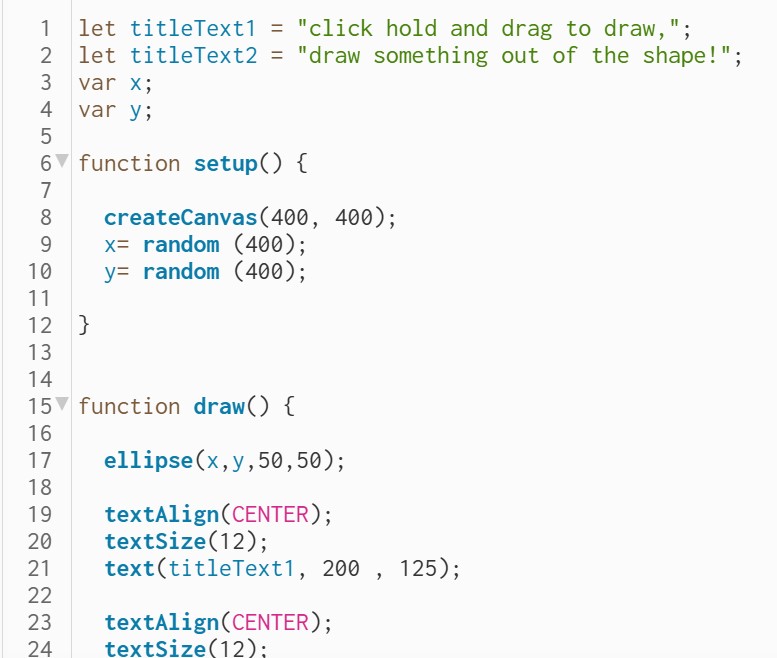 1 let titleText1 = "click hold and drag to draw,";
2 let titleText2 = "draw something out of the shape!";
3 var x;
4 var y;
5
6 function setup() {
7
8   createCanvas(400, 400);
9   x= random (400);
10   y= random (400);
11
12 }
13
14
15 function draw() {
16
17   ellipse(x,y,50,50);
18
19   textAlign(CENTER);
20   textSize(12);
21   text(titleText1, 200 , 125);
22
23   textAlign(CENTER);
24   textSize(12);